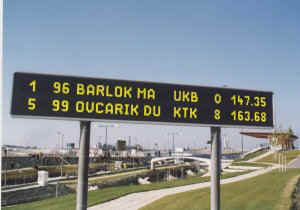 1 96 BARLOK MA UKB 0 147.35
5 99 OVCARIK DU KTK 8 163.68